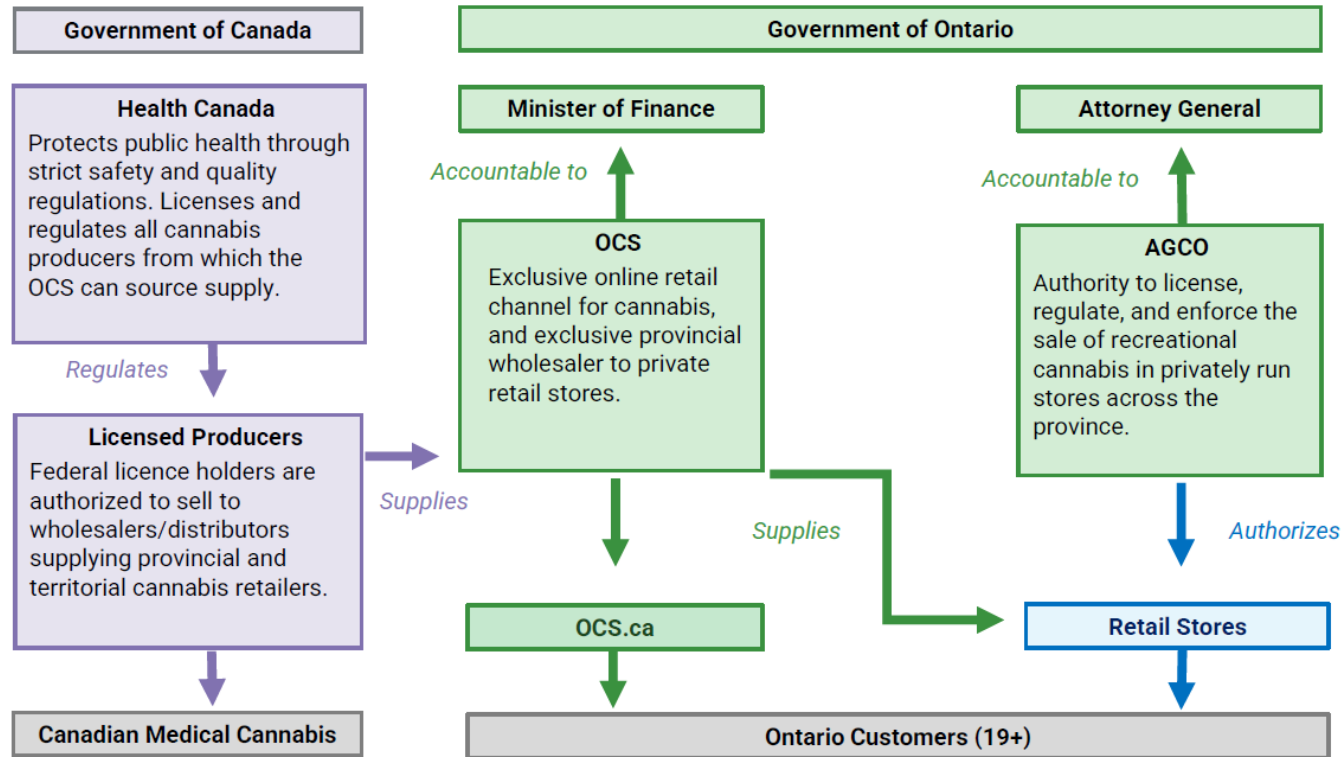 Government of Canada
Government of Ontario
Health Canada
Protects public health through
strict safety and quality
regulations. Licenses and
regulates all cannabis
producers from which the
OCS can source supply.
Regulates
Licensed Producers
Federal licence holders are
authorized to sell to
wholesalers/distributors
supplying provincial and
territorial cannabis retailers.
Supplies
Canadian Medical Cannabis
Minister of Finance
Accountable to
OCS
Exclusive online retail
channel for cannabis,
and exclusive provincial
wholesaler to private
retail stores.
Supplies
OCS.ca
Attorney General
Accountable to
AGCO
Authority to license,
regulate, and enforce the
sale of recreational
cannabis in privately run
stores across the
province.
Authorizes
Retail Stores
Ontario Customers (19+)